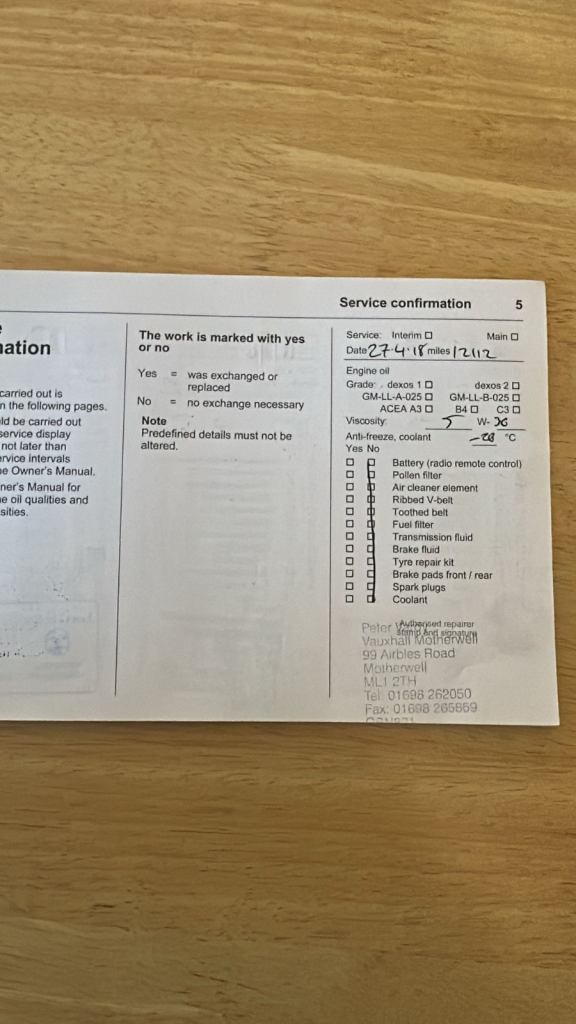 Service confirmation 5
ation
carried out is
n the following pages.
ld be carried out
service display
not later than
rvice intervals
e Owner's Manual.
ner's Manual for
e oil qualities and
sities.
The work is marked with yes
or no
Yes = was exchanged or
replaced
No = no exchange necessary
Note
Predefined details must not be
altered.
Service: Interim ☐ Main ☐
Date 27·4·18 miles 12112
Engine oil
Grade: dexos 1 ☐ dexos 2 ☐
GM-LL-A-025 ☐ GM-LL-B-025 ☐
ACEA A3 ☐ B4 ☐ C3 ☐
Viscosity: 5 W-
Anti-freeze, coolant -28 °C
Yes No
☐ ☐ Battery (radio remote control)
☐ ☐ Pollen filter
☐ ☐ Air cleaner element
☐ ☐ Ribbed V-belt
☐ ☐ Toothed belt
☐ ☐ Fuel filter
☐ ☐ Transmission fluid
☐ ☐ Brake fluid
☐ ☐ Tyre repair kit
☐ ☐ Brake pads front / rear
☐ ☐ Spark plugs
☐ ☐ Coolant
Authorised repairer
stamp and signature
Peter
Vauxhall Motherwell
99 Airbles Road
Motherwell
ML1 2TH
Tel: 01698 262050
Fax: 01698 265859